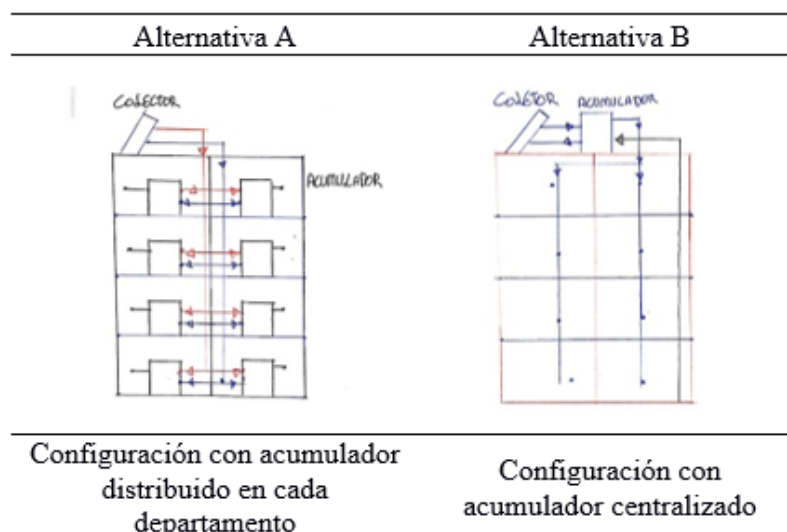 Alternativa A
Alternativa B
COLECTOR
ACUMULADOR
COLECTOR ACUMULADOR
Configuración con acumulador
distribuido en cada
departamento
Configuración con
acumulador centralizado